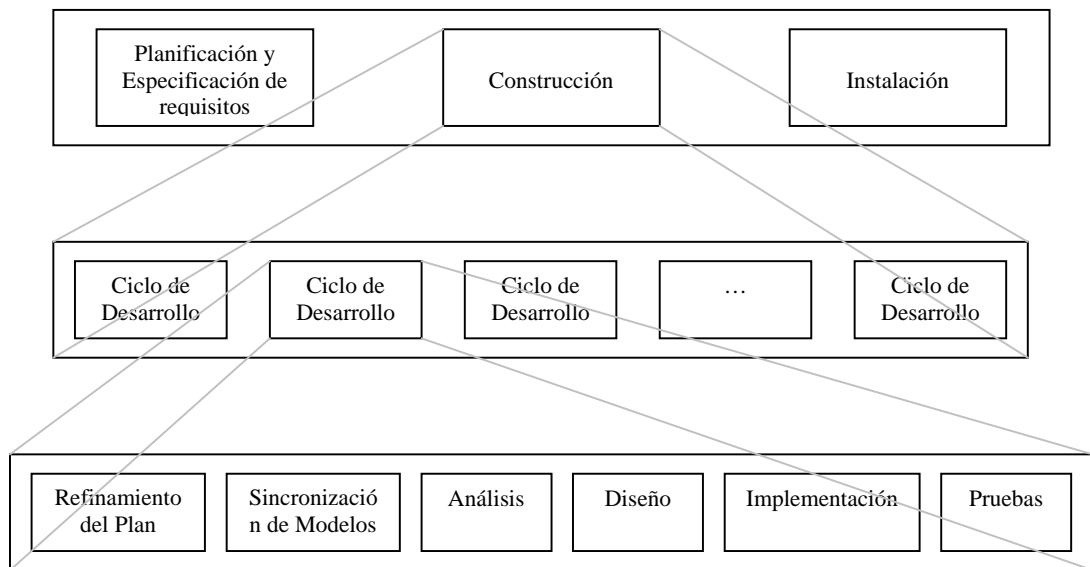 Planificación y
Especificación de
requisitos
Construcción
Instalación
Ciclo de
Desarrollo
Ciclo de
Desarrollo
Ciclo de
Desarrollo
…
Ciclo de
Desarrollo
Refinamiento
del Plan
Sincronizació
n de Modelos
Análisis
Diseño
Implementación
Pruebas